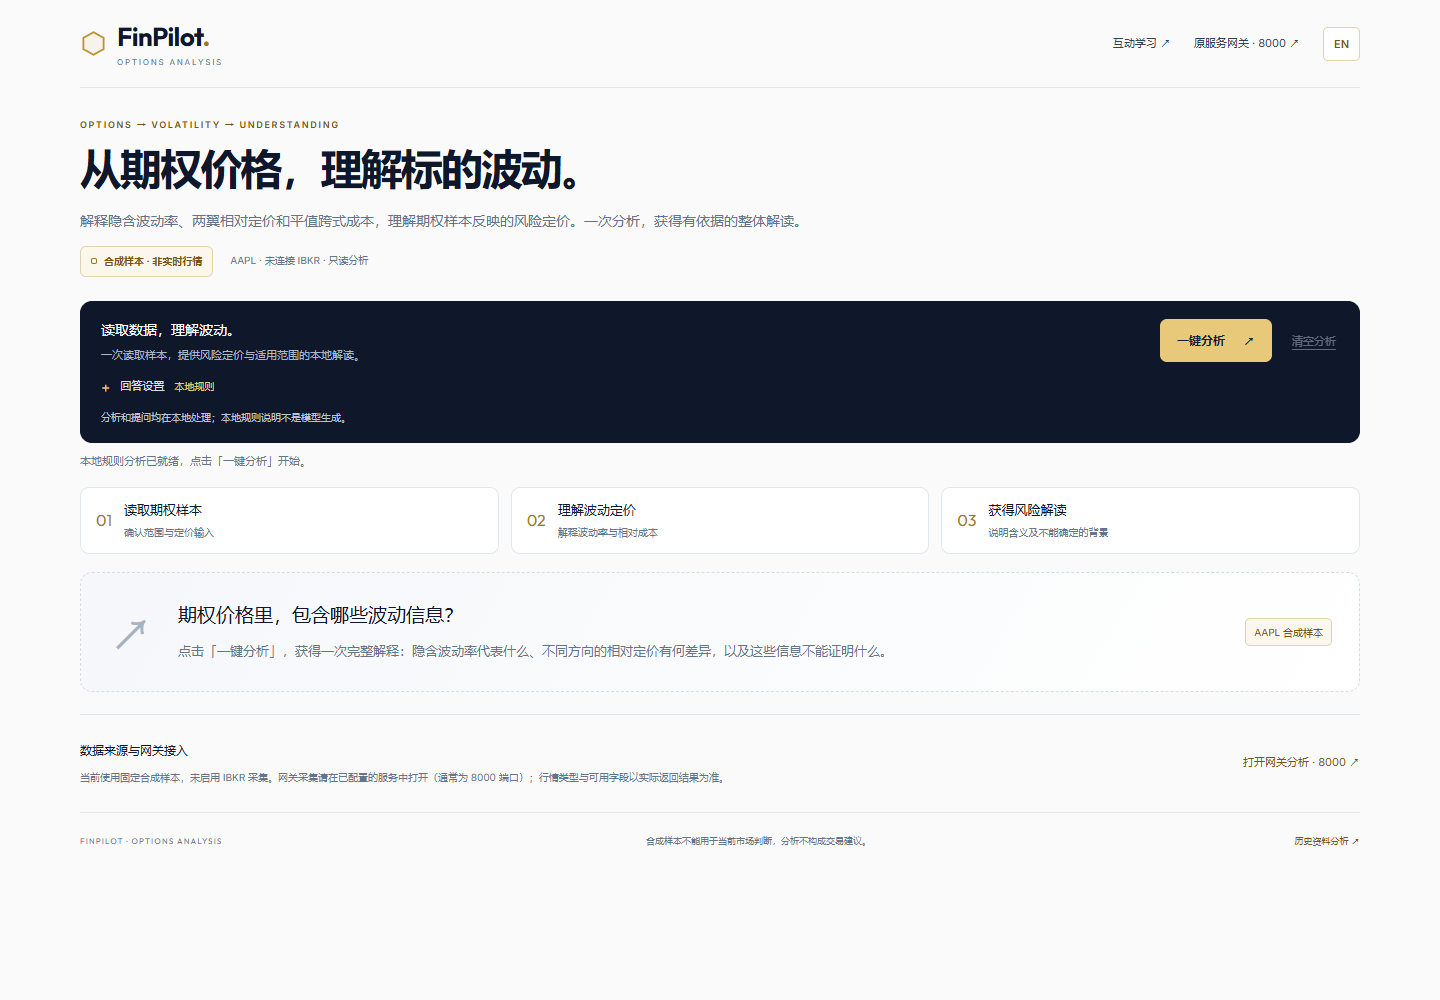 FinPilot.
OPTIONS ANALYSIS
互动学习 ↗
原服务网关 · 8000 ↗
EN
OPTIONS → VOLATILITY → UNDERSTANDING
从期权价格，理解标的波动。
解释隐含波动率、两翼相对定价和平值跨式成本，理解期权样本反映的风险定价。一次分析，获得有依据的整体解读。
合成样本 · 非实时行情
AAPL · 未连接 IBKR · 只读分析
读取数据，理解波动。
一次读取样本，提供风险定价与适用范围的本地解读。
一键分析 ↗
清空分析
+ 回答设置 本地规则
分析和提问均在本地处理；本地规则说明不是模型生成。
本地规则分析已就绪，点击「一键分析」开始。
01 读取期权样本
确认范围与定价输入
02 理解波动定价
解释波动率与相对成本
03 获得风险解读
说明含义及不能确定的背景
↗
期权价格里，包含哪些波动信息？
点击「一键分析」，获得一次完整解释：隐含波动率代表什么、不同方向的相对定价有何差异，以及这些信息不能证明什么。
AAPL 合成样本
数据来源与网关接入
当前使用固定合成样本，未启用 IBKR 采集。网关采集请在已配置的服务中打开（通常为 8000 端口）；行情类型与可用字段以实际返回结果为准。
打开网关分析 · 8000 ↗
FINPILOT · OPTIONS ANALYSIS
合成样本不能用于当前市场判断，分析不构成交易建议。
历史资料分析 ↗